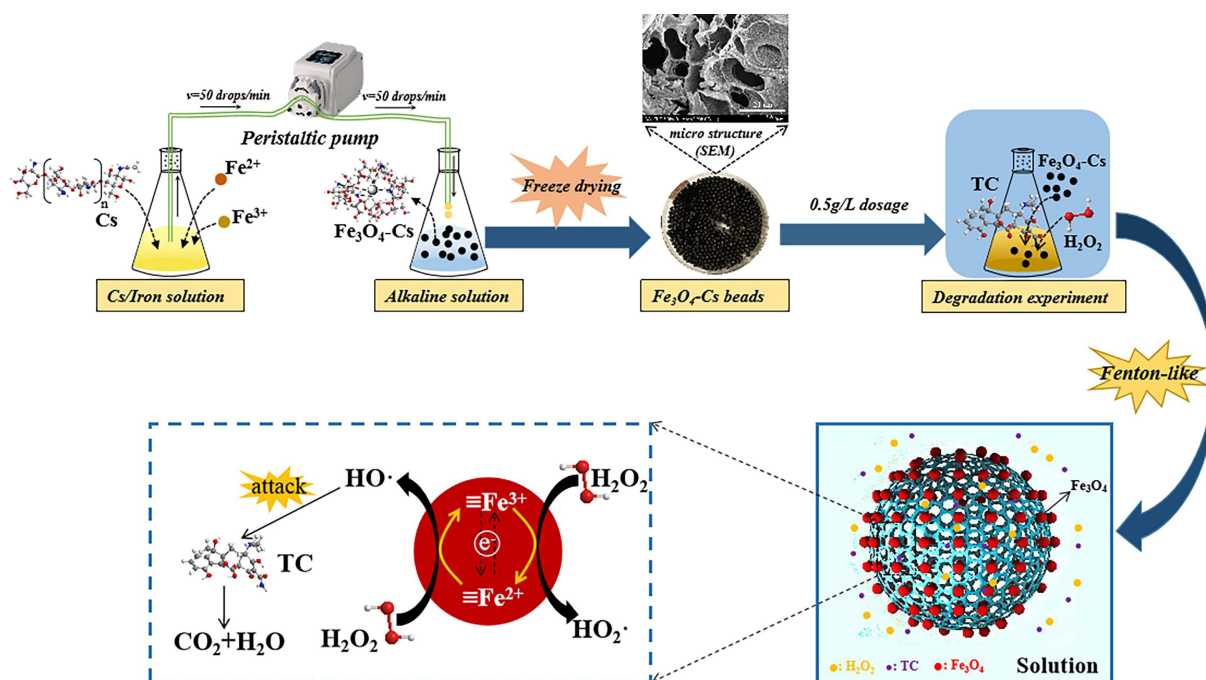 v=50 drops/min
v=50 drops/min
Peristaltic pump
n
Cs
Fe²⁺
Fe³⁺
Cs/Iron solution
Fe₃O₄-Cs
Alkaline solution
Freeze drying
micro structure
(SEM)
Fe₃O₄-Cs beads
0.5g/L dosage
Fe₃O₄-Cs
TC
H₂O₂
Degradation experiment
Fenton-like
attack
HO·
H₂O₂
≡Fe³⁺
e⁻
≡Fe²⁺
TC
H₂O₂
HO₂·
CO₂+H₂O
Fe₃O₄
: H₂O₂
: TC
: Fe₃O₄
Solution